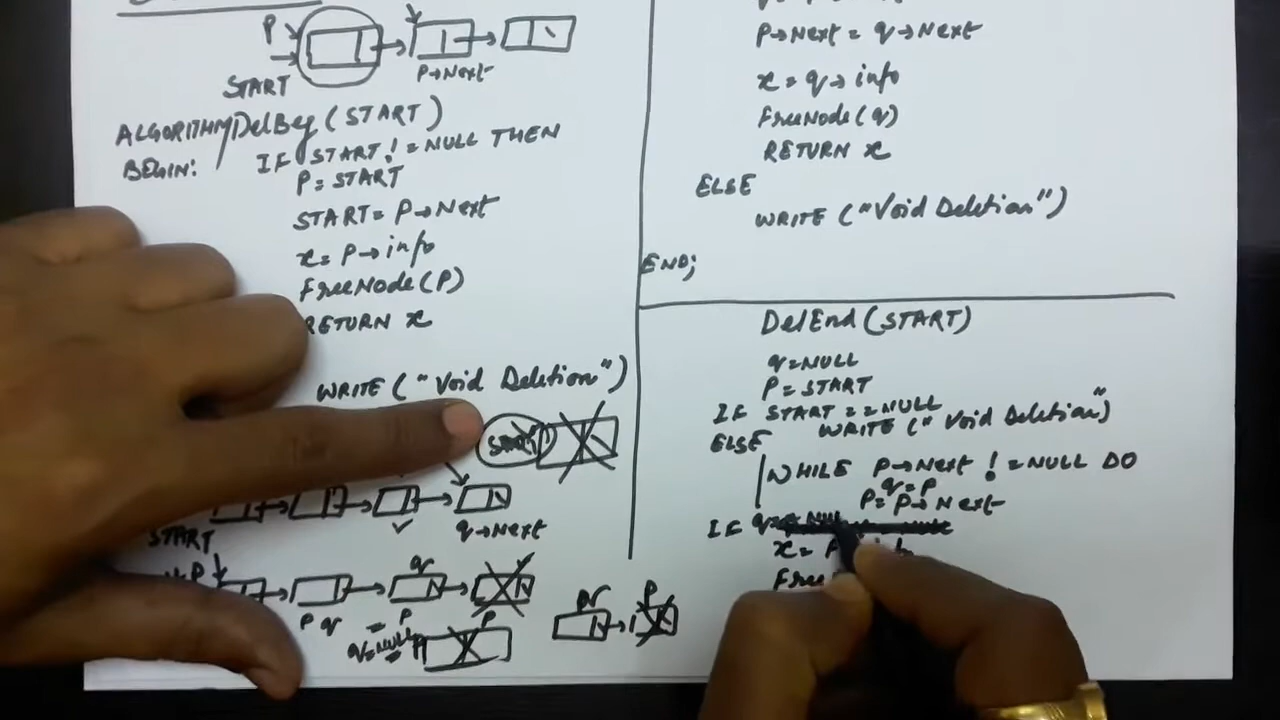 P
START
P→Next
ALGORITHM DelBeg (START)
BEGIN:
IF START != NULL THEN
P = START
START = P→Next
x = P→info
FreeNode(P)
RETURN x
WRITE ("Void Deletion")
START
q→Next
START
P
q
P q
= P
P
q=NULL
P
P→Next = q→Next
x = q→info
FreeNode(q)
RETURN x
ELSE
WRITE ("Void Deletion")
END;
DelEnd (START)
q=NULL
P=START
IF START == NULL
WRITE ("Void Deletion")
ELSE
WHILE P→Next != NULL DO
q=P
P=P→Next
IF q
x=
Free